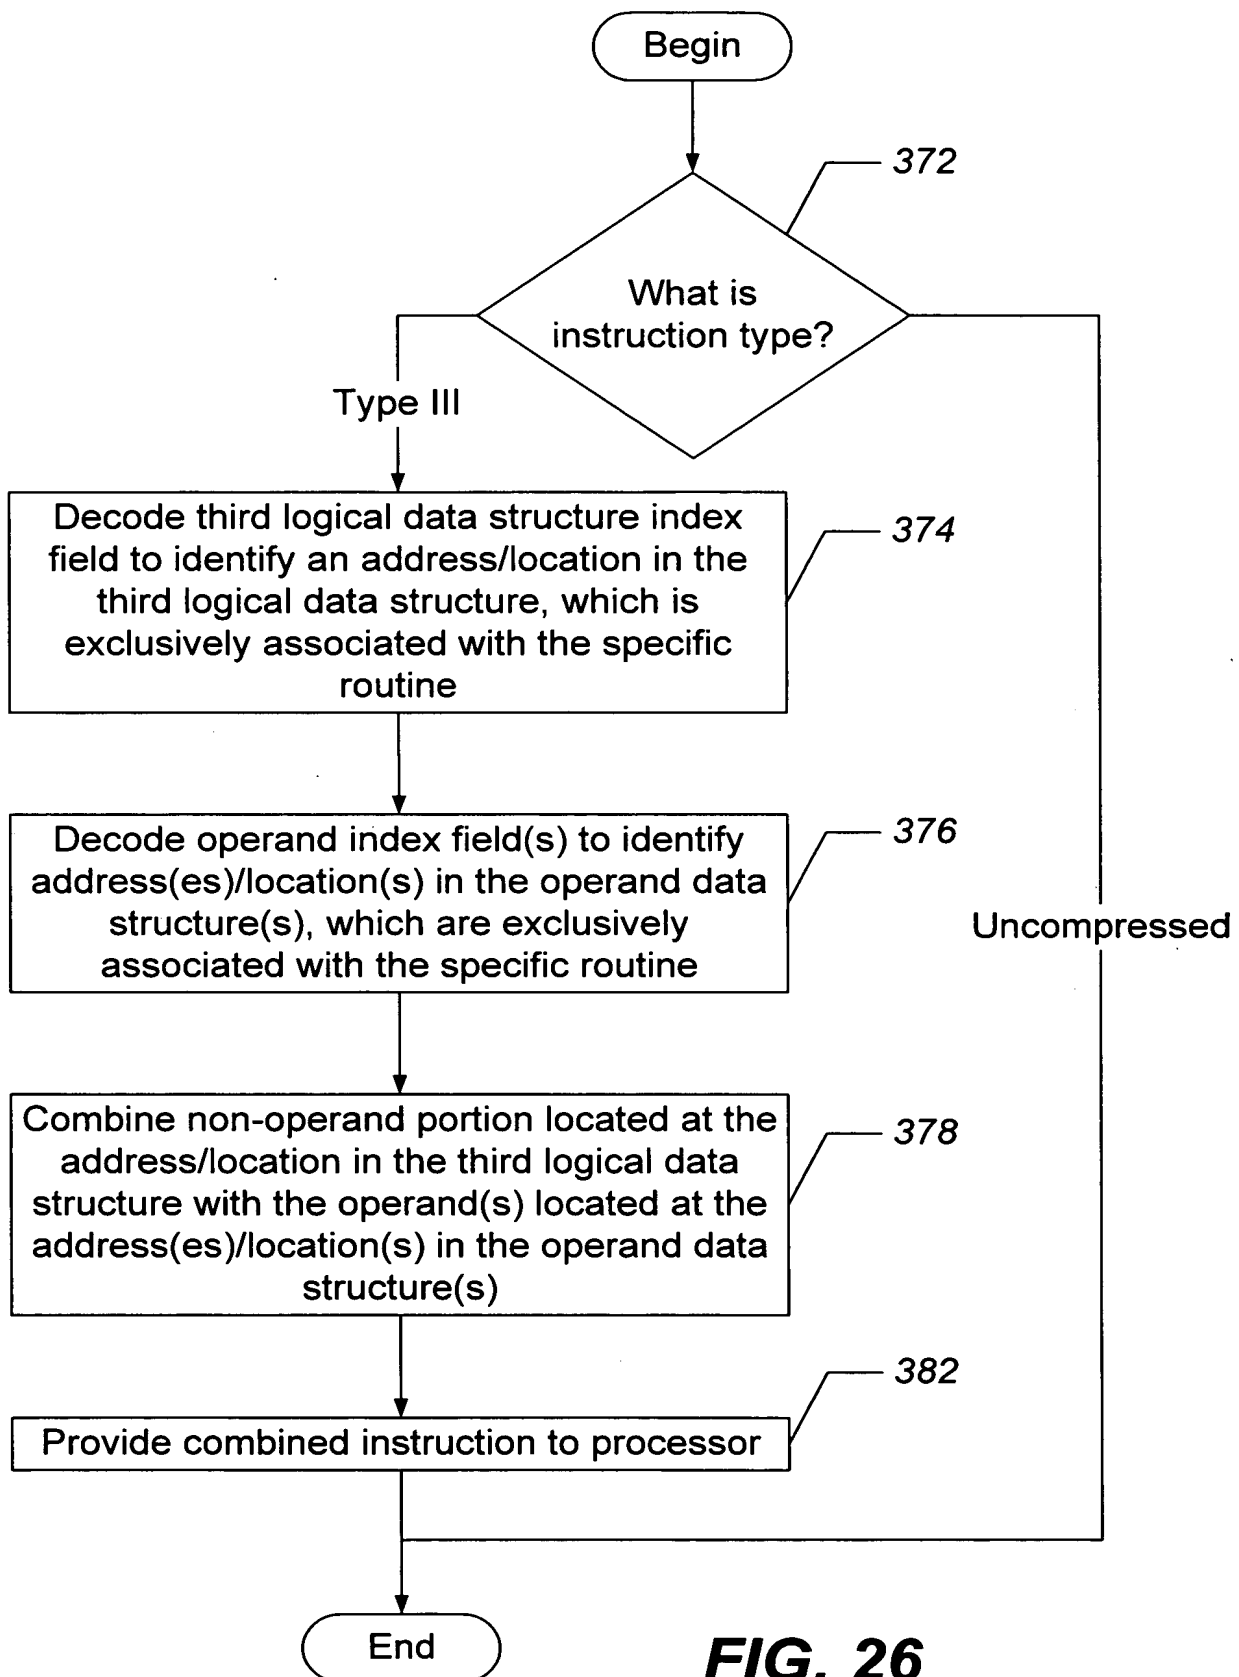 Begin
372
What is
instruction type?
Type III
Decode third logical data structure index
field to identify an address/location in the
third logical data structure, which is
exclusively associated with the specific
routine
374
Decode operand index field(s) to identify
address(es)/location(s) in the operand data
structure(s), which are exclusively
associated with the specific routine
376
Uncompressed
Combine non-operand portion located at the
address/location in the third logical data
structure with the operand(s) located at the
address(es)/location(s) in the operand data
structure(s)
378
382
Provide combined instruction to processor
End
FIG. 26